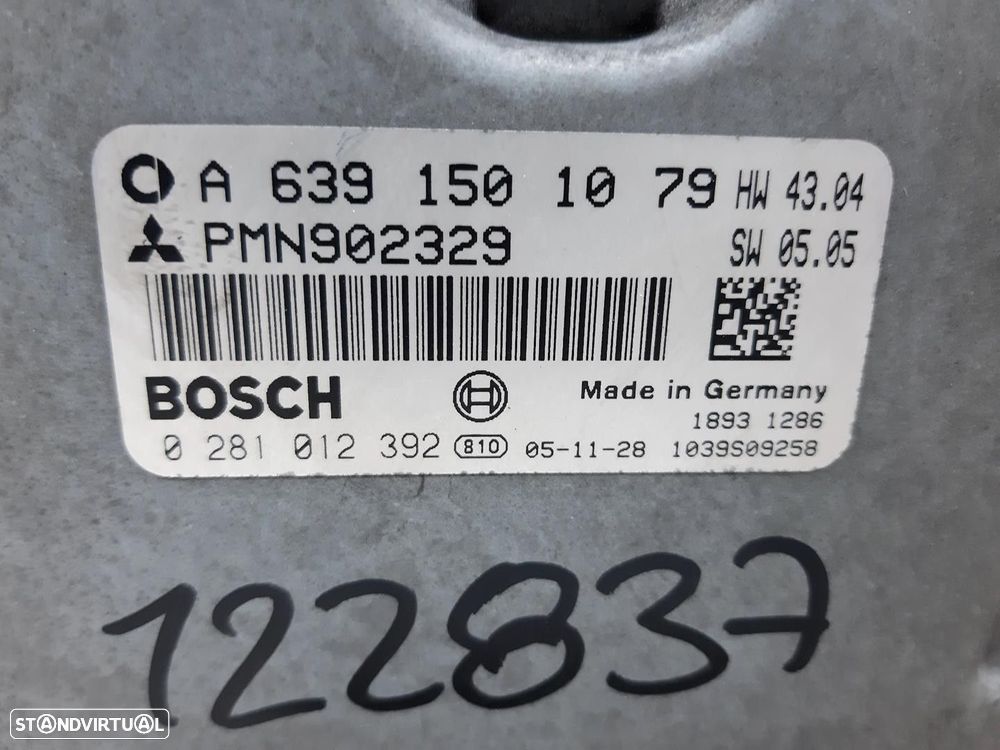 A 639 150 10 79 HW 43.04
PMN902329 SW 05.05
BOSCH Made in Germany
1893 1286
0 281 012 392 810 05-11-28 1039S09258
122837
STANDVIRTUAL